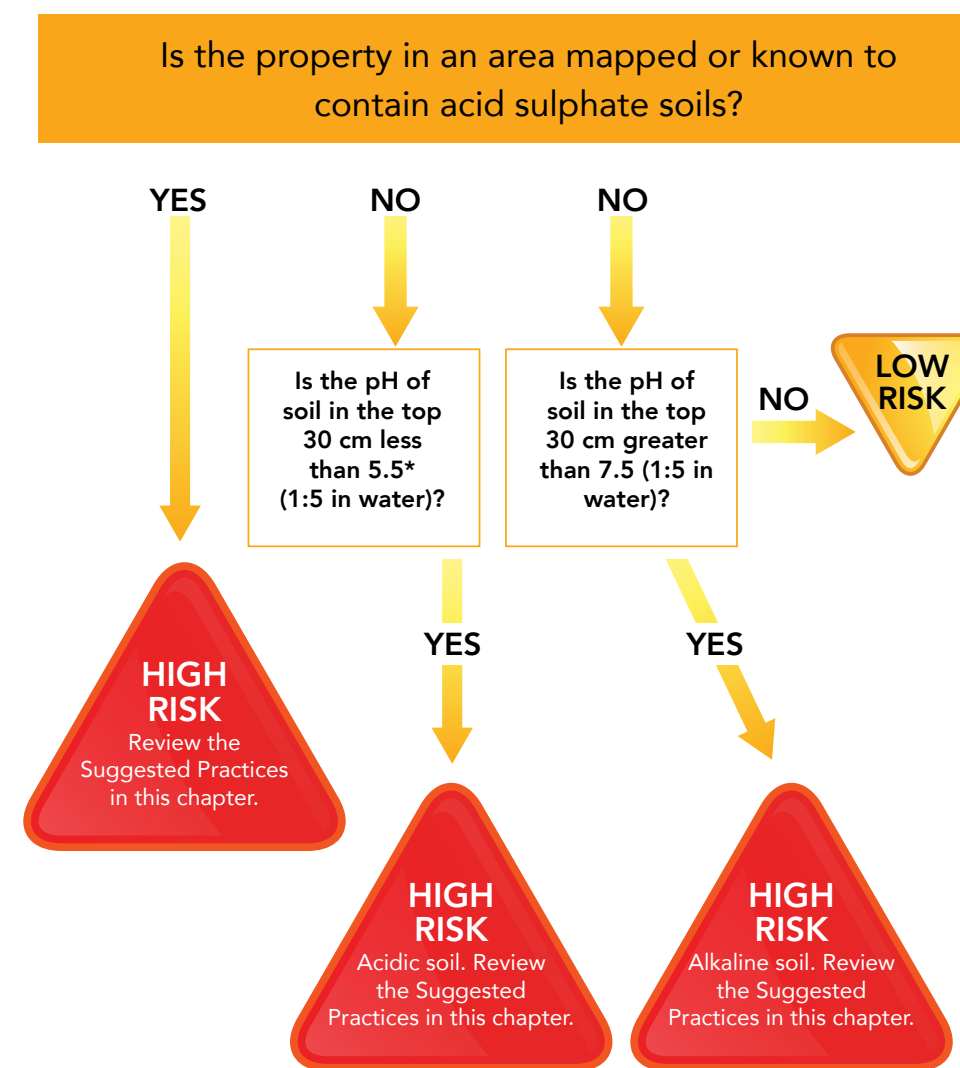 Is the property in an area mapped or known to
contain acid sulphate soils?
YES
NO
NO
Is the pH of
soil in the top
30 cm less
than 5.5*
(1:5 in water)?
Is the pH of
soil in the top
30 cm greater
than 7.5 (1:5 in
water)?
NO
LOW
RISK
YES
YES
HIGH
RISK
Review the
Suggested Practices
in this chapter.
HIGH
RISK
Acidic soil. Review
the Suggested
Practices in this chapter.
HIGH
RISK
Alkaline soil. Review
the Suggested
Practices in this chapter.